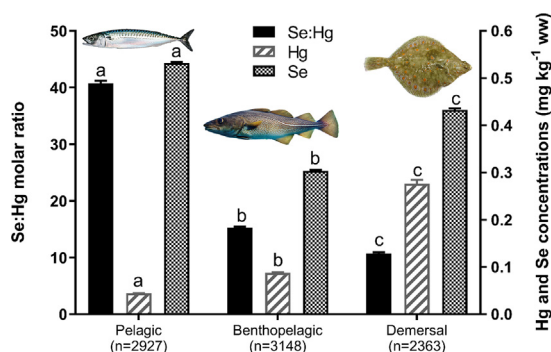 Se:Hg
Hg
Se
Se:Hg molar ratio
50
40
30
20
10
0
Hg and Se concentrations (mg kg-1 ww)
0.6
0.5
0.4
0.3
0.2
0.1
0.0
a
a
a
b
b
b
c
c
c
Pelagic
(n=2927)
Benthopelagic
(n=3148)
Demersal
(n=2363)